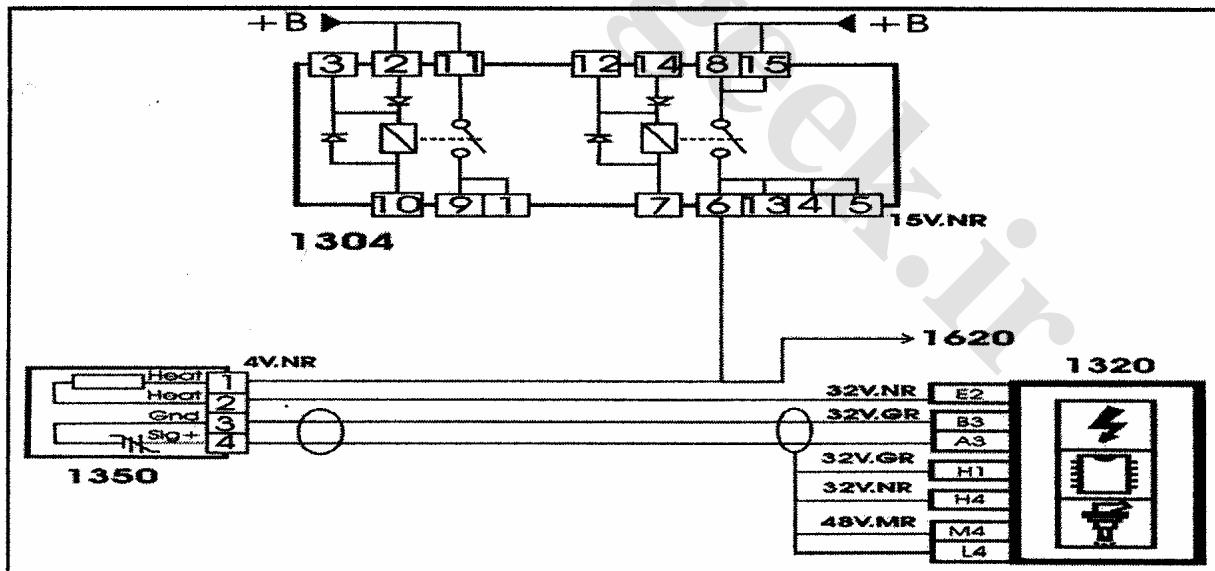 +B +B
3 2 11 12 14 8 15
10 9 1 7 6 13 4 5
15V.NR
1304
geek.ir
1620
4V.NR
1320
Heat 1
32V.NR E2
Heat 2
Gnd 3
32V.GR B3
Sig+ 4
A3
1350
32V.GR H1
32V.NR H4
48V.MR M4
L4